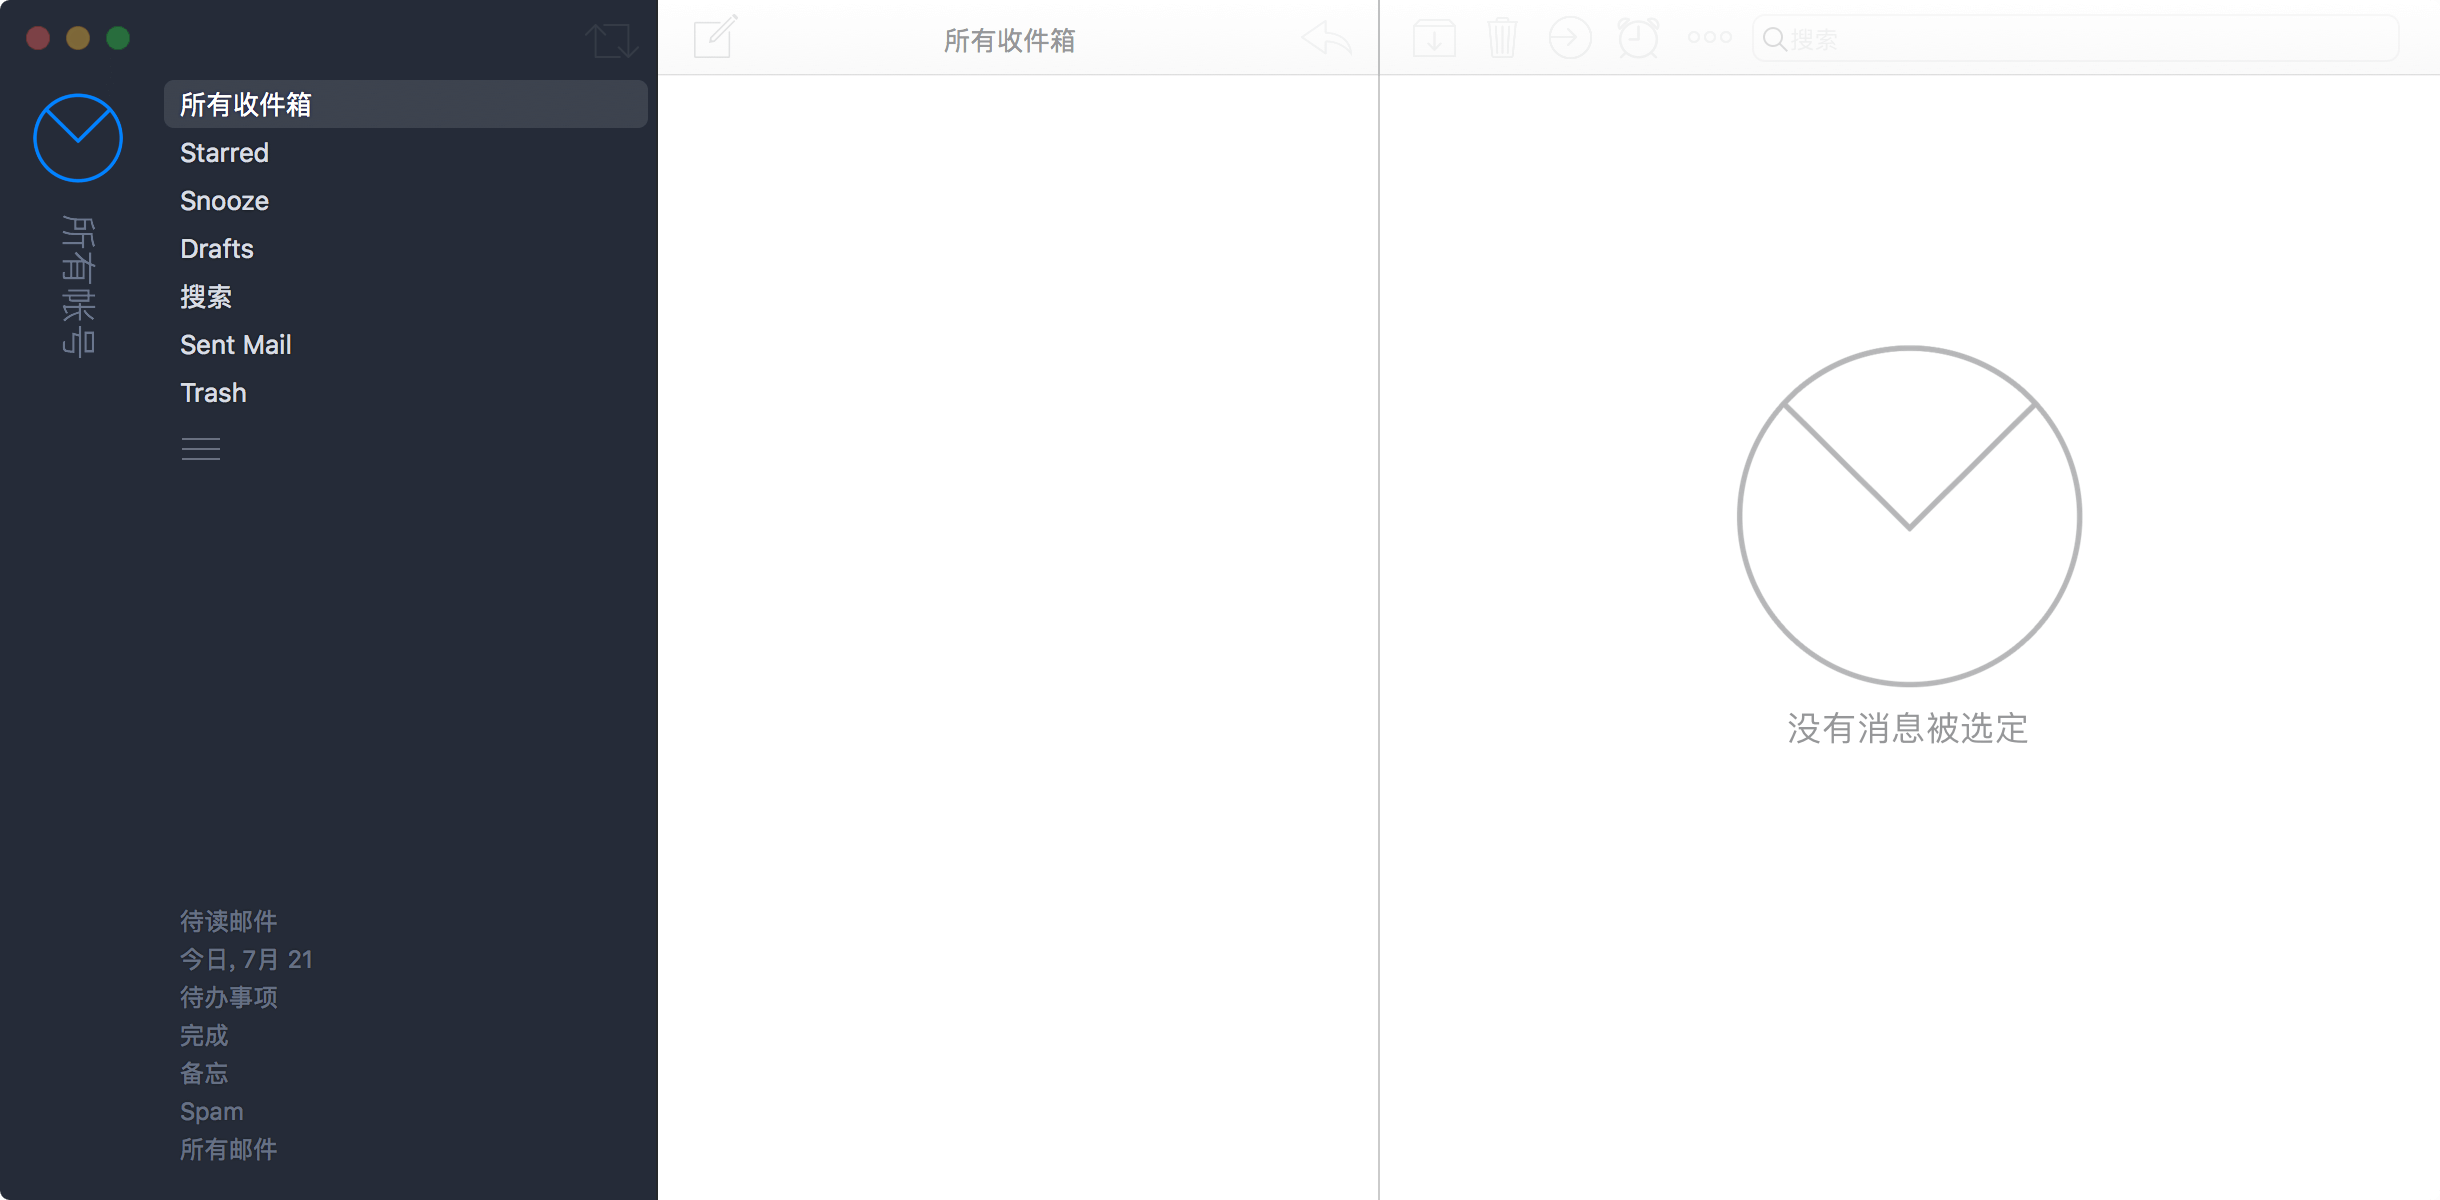 所有帐号
所有收件箱
Starred
Snooze
Drafts
搜索
Sent Mail
Trash
待读邮件
今日, 7月 21
待办事项
完成
备忘
Spam
所有邮件
所有收件箱
搜索
没有消息被选定